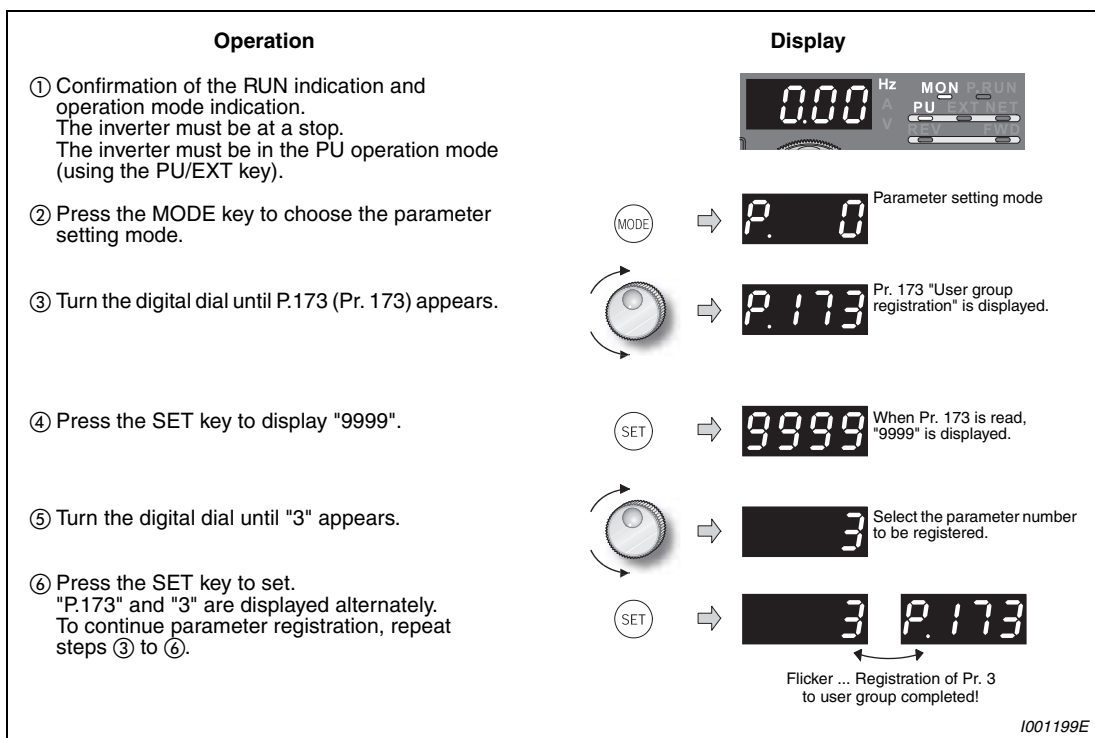 Operation
Display
① Confirmation of the RUN indication and
operation mode indication.
The inverter must be at a stop.
The inverter must be in the PU operation mode
(using the PU/EXT key).
0.00
Hz
A
V
MON P.RUN
PU EXT NET
REV FWD
② Press the MODE key to choose the parameter
setting mode.
MODE
P. 0
Parameter setting mode
③ Turn the digital dial until P.173 (Pr. 173) appears.
P.173
Pr. 173 "User group
registration" is displayed.
④ Press the SET key to display "9999".
SET
9999
When Pr. 173 is read,
"9999" is displayed.
⑤ Turn the digital dial until "3" appears.
3
Select the parameter number
to be registered.
⑥ Press the SET key to set.
"P.173" and "3" are displayed alternately.
To continue parameter registration, repeat
steps ③ to ⑥.
SET
3 P.173
Flicker ... Registration of Pr. 3
to user group completed!
I001199E